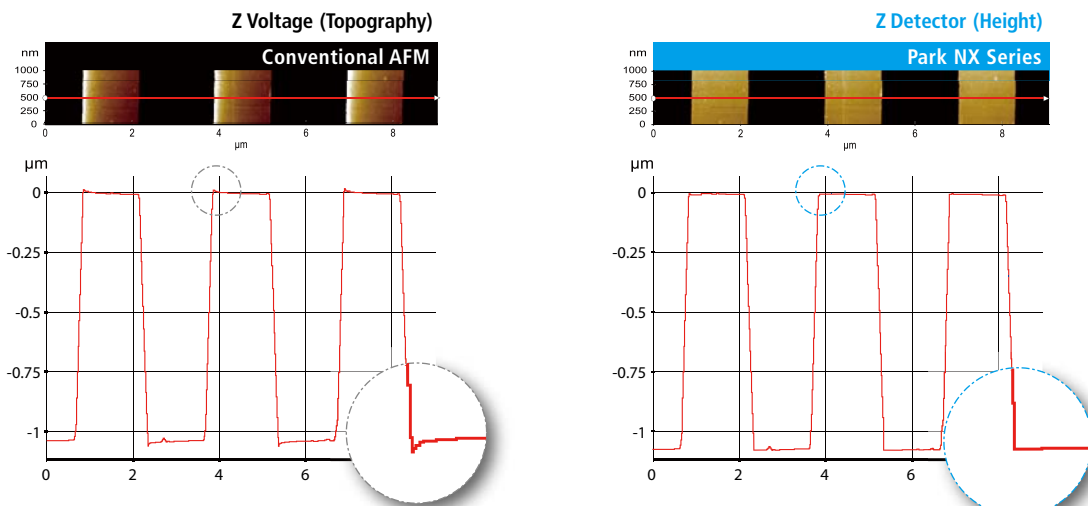 Z Voltage (Topography)
Conventional AFM
nm
1000
750
500
250
0
0 2 4 6 8
µm
µm
0
-0.25
-0.5
-0.75
-1
0 2 4 6 8
Z Detector (Height)
Park NX Series
nm
1000
750
500
250
0
0 2 4 6 8
µm
µm
0
-0.25
-0.5
-0.75
-1
0 2 4 6 8